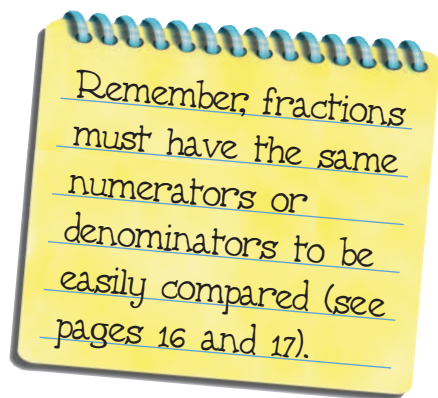 Remember, fractions
must have the same
numerators or
denominators to be
easily compared (see
pages 16 and 17).